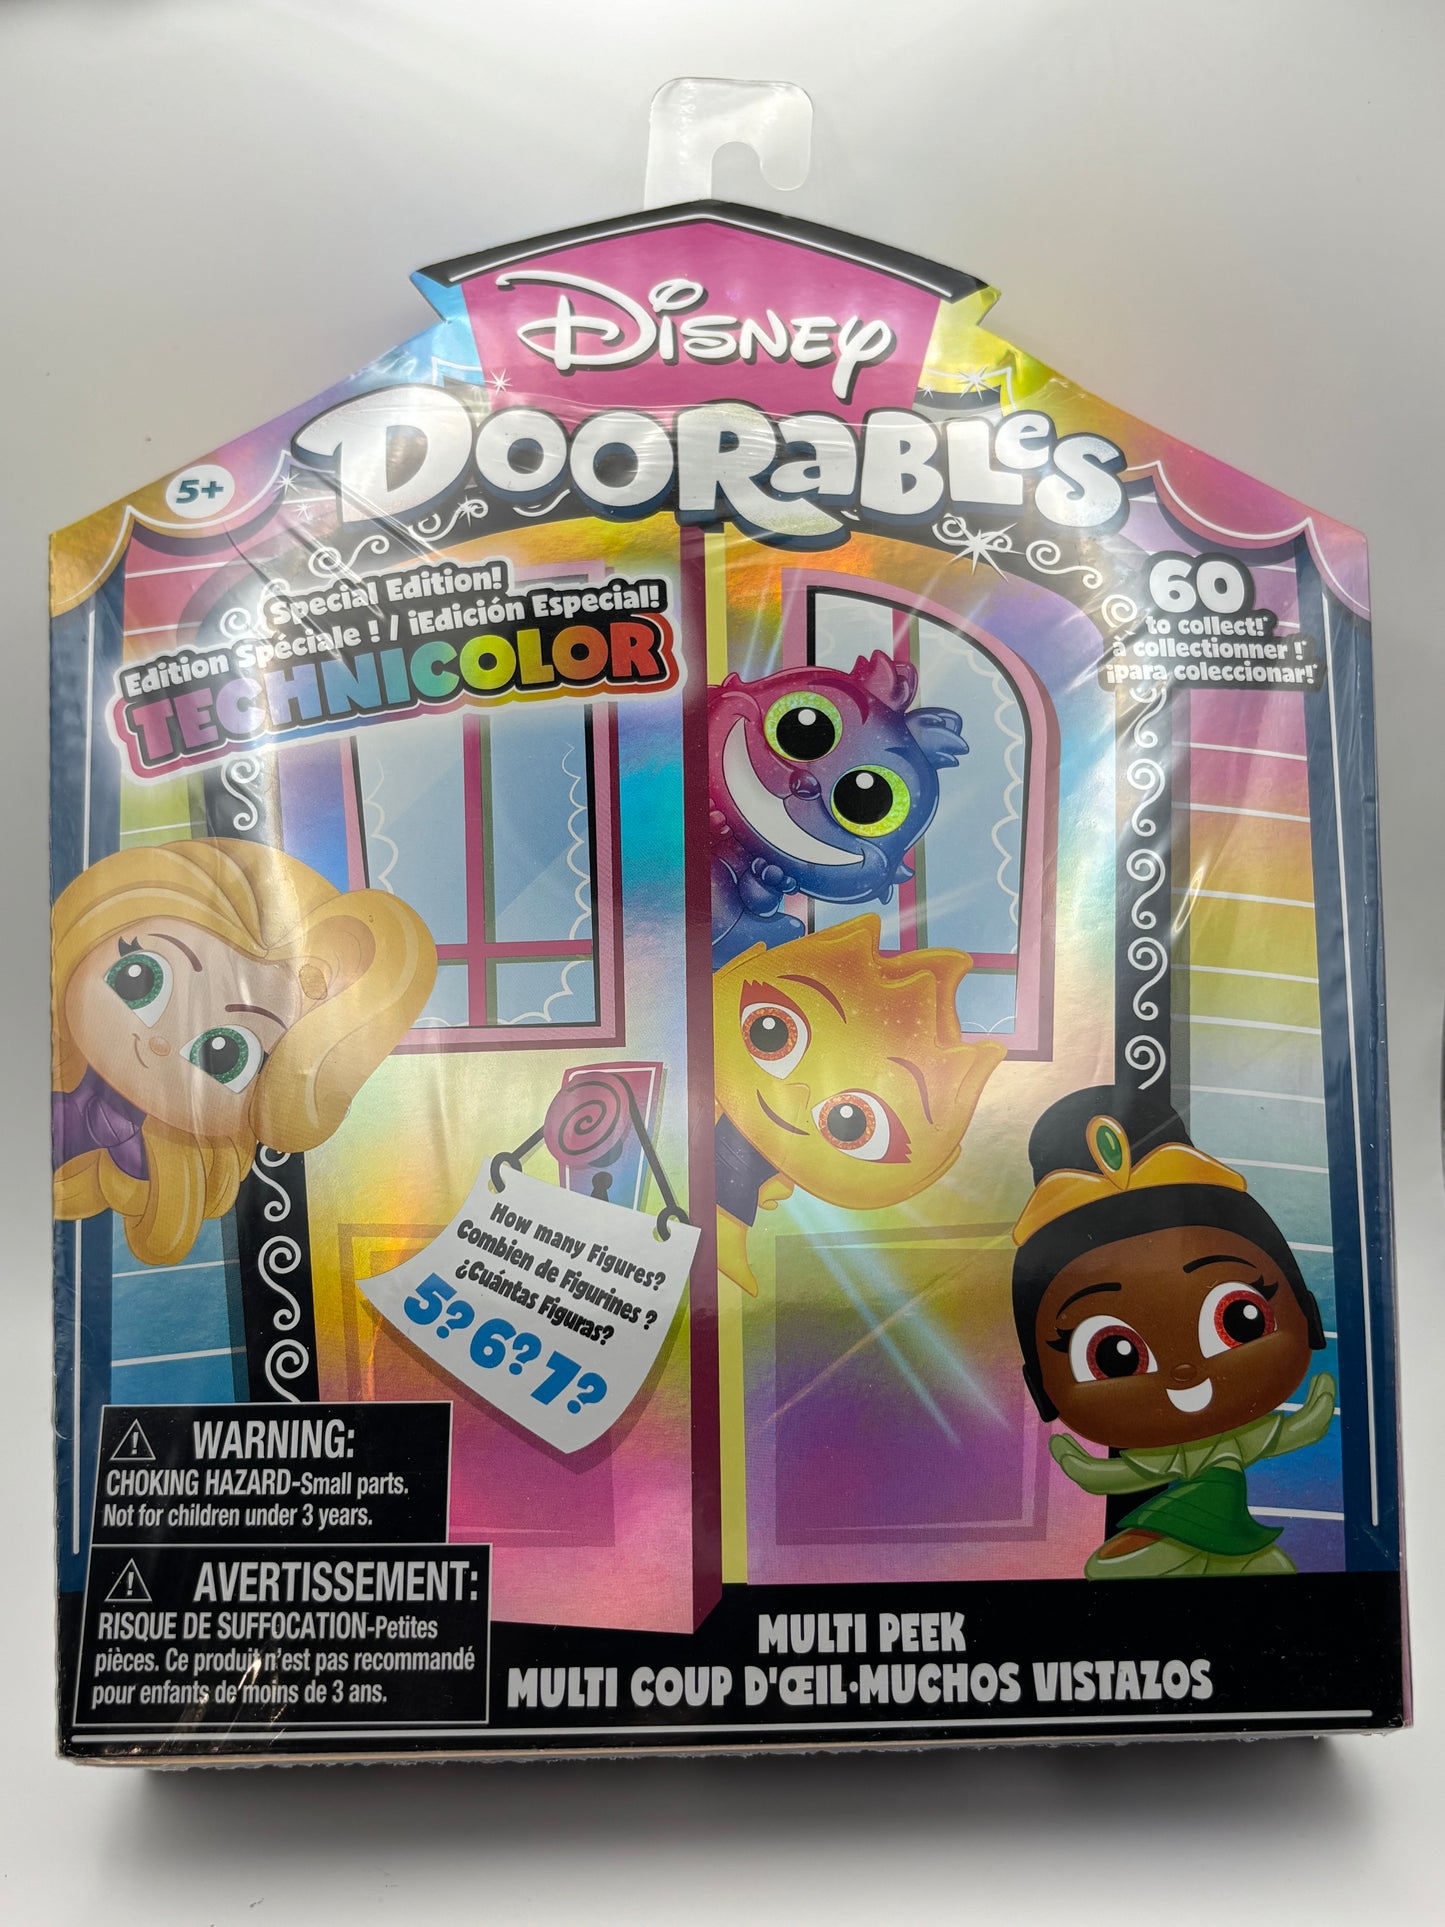 Disney
DOORABLES
5+
Special Edition!
Edition Spéciale ! / ¡Edición Especial!
TECHNICOLOR
60
to collect!*
à collectionner !*
¡para coleccionar!*
How many Figures?
Combien de Figurines ?
¿Cuántas Figuras?
5? 6? 7?
WARNING:
CHOKING HAZARD-Small parts.
Not for children under 3 years.
AVERTISSEMENT:
RISQUE DE SUFFOCATION-Petites
pièces. Ce produit n'est pas recommandé
pour enfants de moins de 3 ans.
MULTI PEEK
MULTI COUP D'ŒIL•MUCHOS VISTAZOS